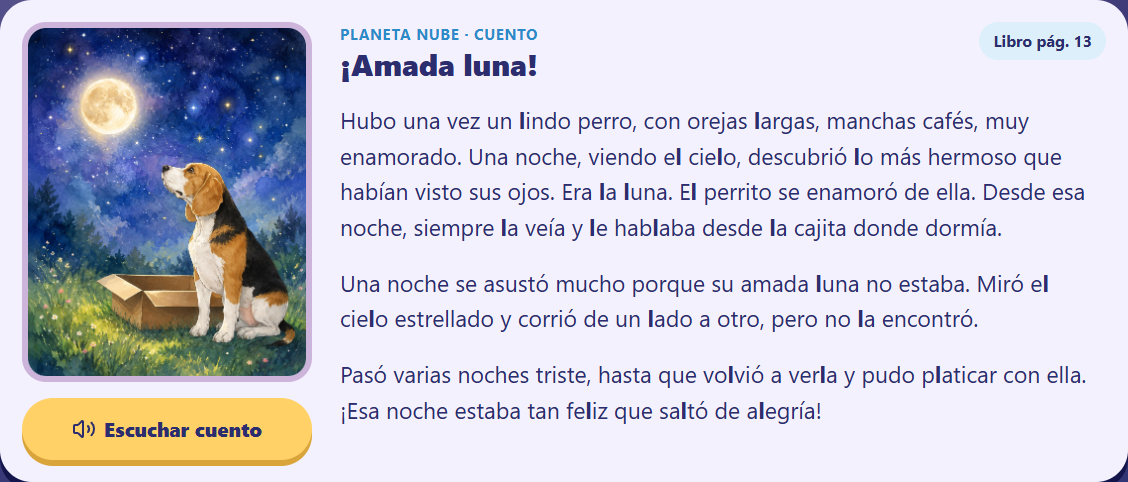 PLANETA NUBE · CUENTO
Libro pág. 13
¡Amada luna!
Hubo una vez un lindo perro, con orejas largas, manchas cafés, muy
enamorado. Una noche, viendo el cielo, descubrió lo más hermoso que
habían visto sus ojos. Era la luna. El perrito se enamoró de ella. Desde esa
noche, siempre la veía y le hablaba desde la cajita donde dormía.
Una noche se asustó mucho porque su amada luna no estaba. Miró el
cielo estrellado y corrió de un lado a otro, pero no la encontró.
Pasó varias noches triste, hasta que volvió a verla y pudo platicar con ella.
¡Esa noche estaba tan feliz que saltó de alegría!
Escuchar cuento